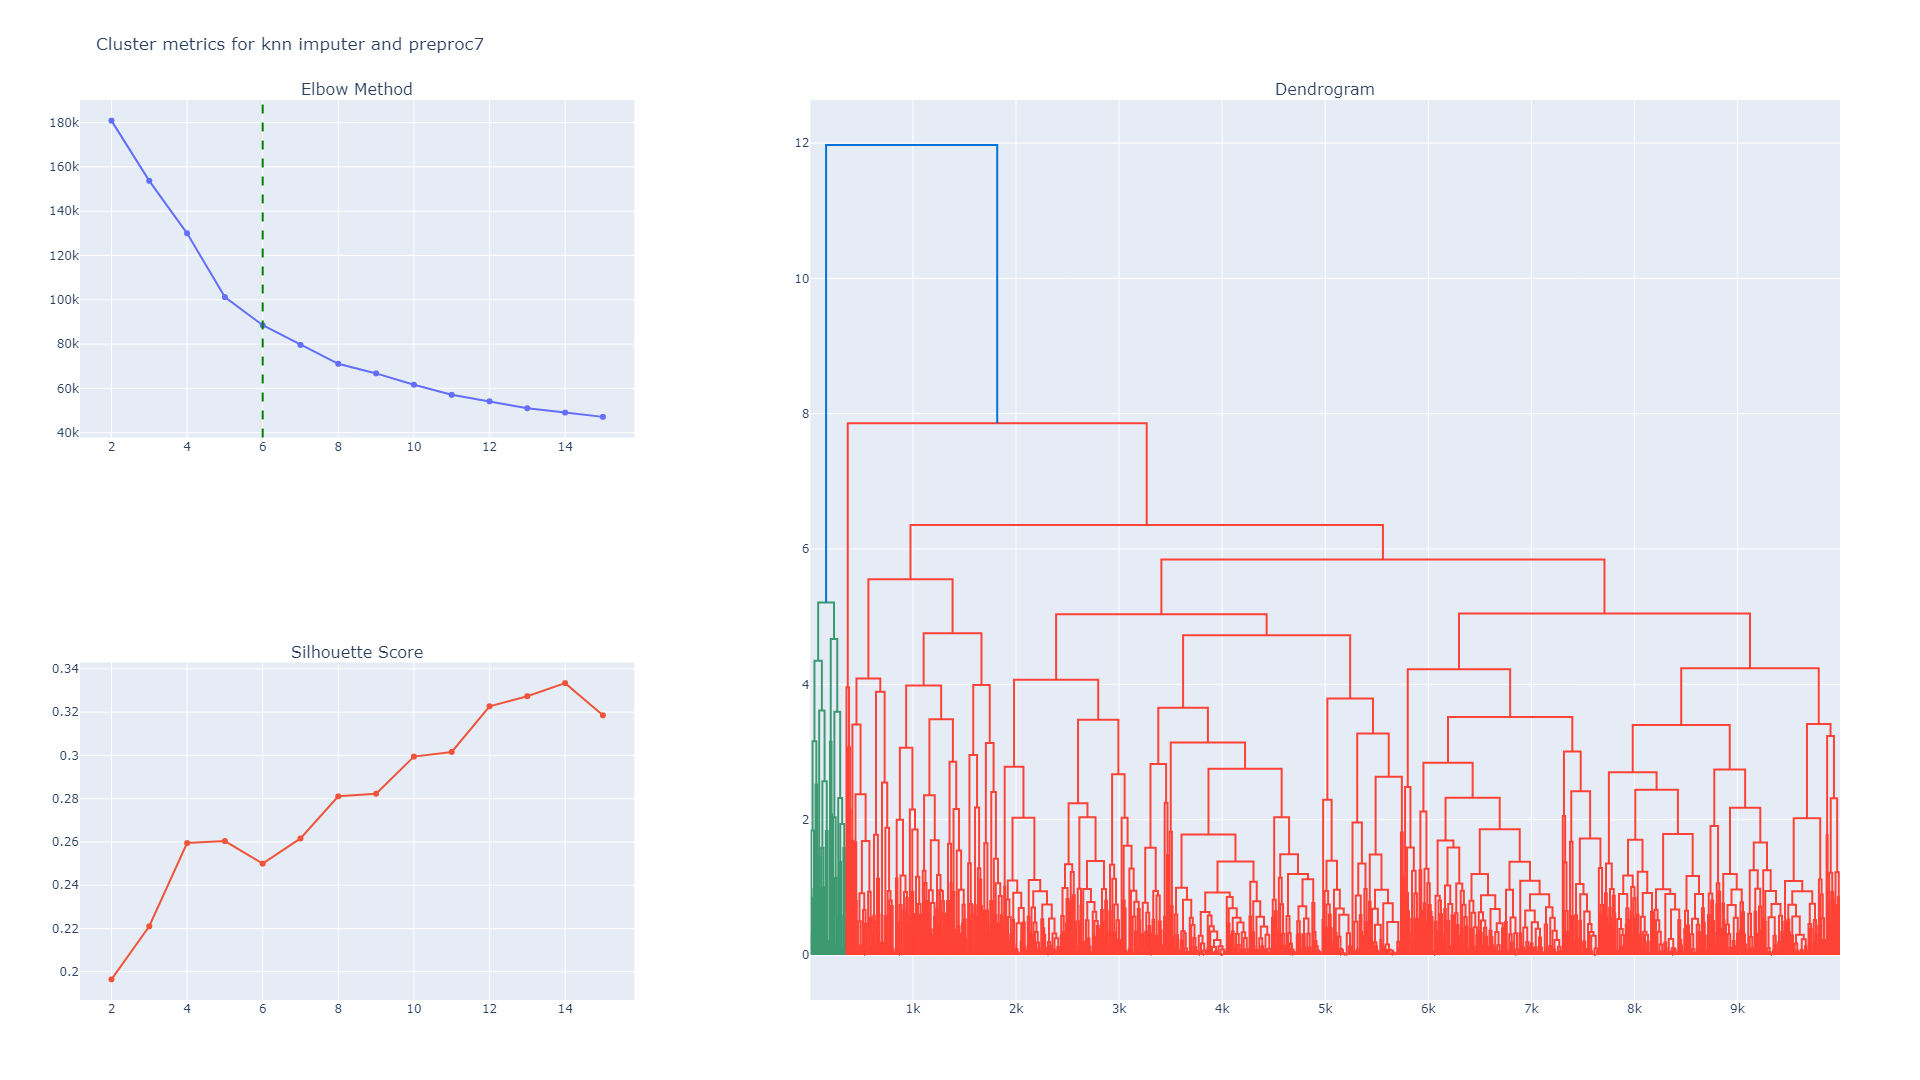 Cluster metrics for knn imputer and preproc7
Elbow Method
180k
160k
140k
120k
100k
80k
60k
40k
2 4 6 8 10 12 14
Silhouette Score
0.34
0.32
0.3
0.28
0.26
0.24
0.22
0.2
2 4 6 8 10 12 14
Dendrogram
12
10
8
6
4
2
0
1k 2k 3k 4k 5k 6k 7k 8k 9k